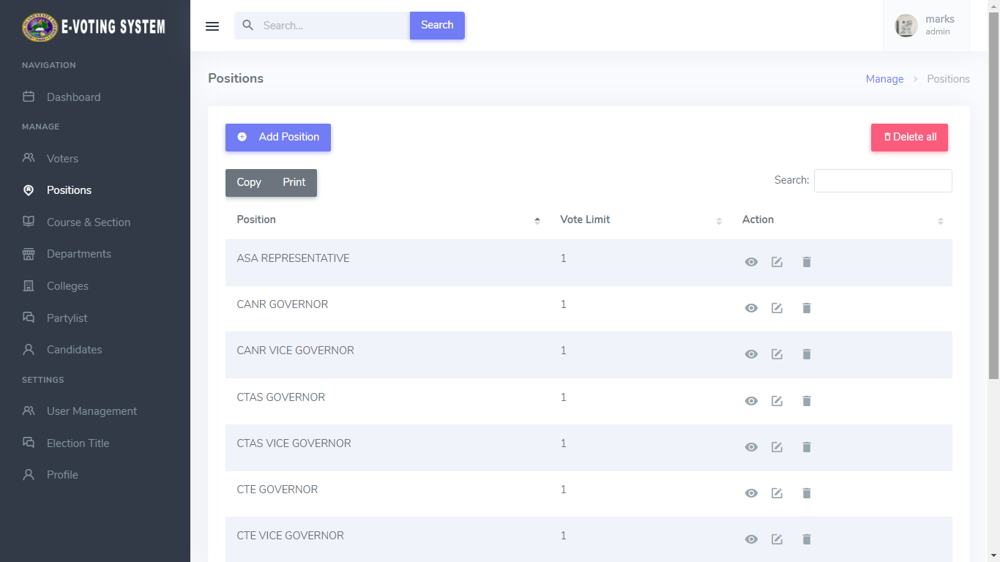 E-VOTING SYSTEM
Search...
Search
marks
admin
NAVIGATION
Dashboard
MANAGE
Voters
Positions
Course & Section
Departments
Colleges
Partylist
Candidates
SETTINGS
User Management
Election Title
Profile
Positions
Manage > Positions
Add Position
Delete all
Copy Print
Search:
Position Vote Limit Action
ASA REPRESENTATIVE 1
CANR GOVERNOR 1
CANR VICE GOVERNOR 1
CTAS GOVERNOR 1
CTAS VICE GOVERNOR 1
CTE GOVERNOR 1
CTE VICE GOVERNOR 1